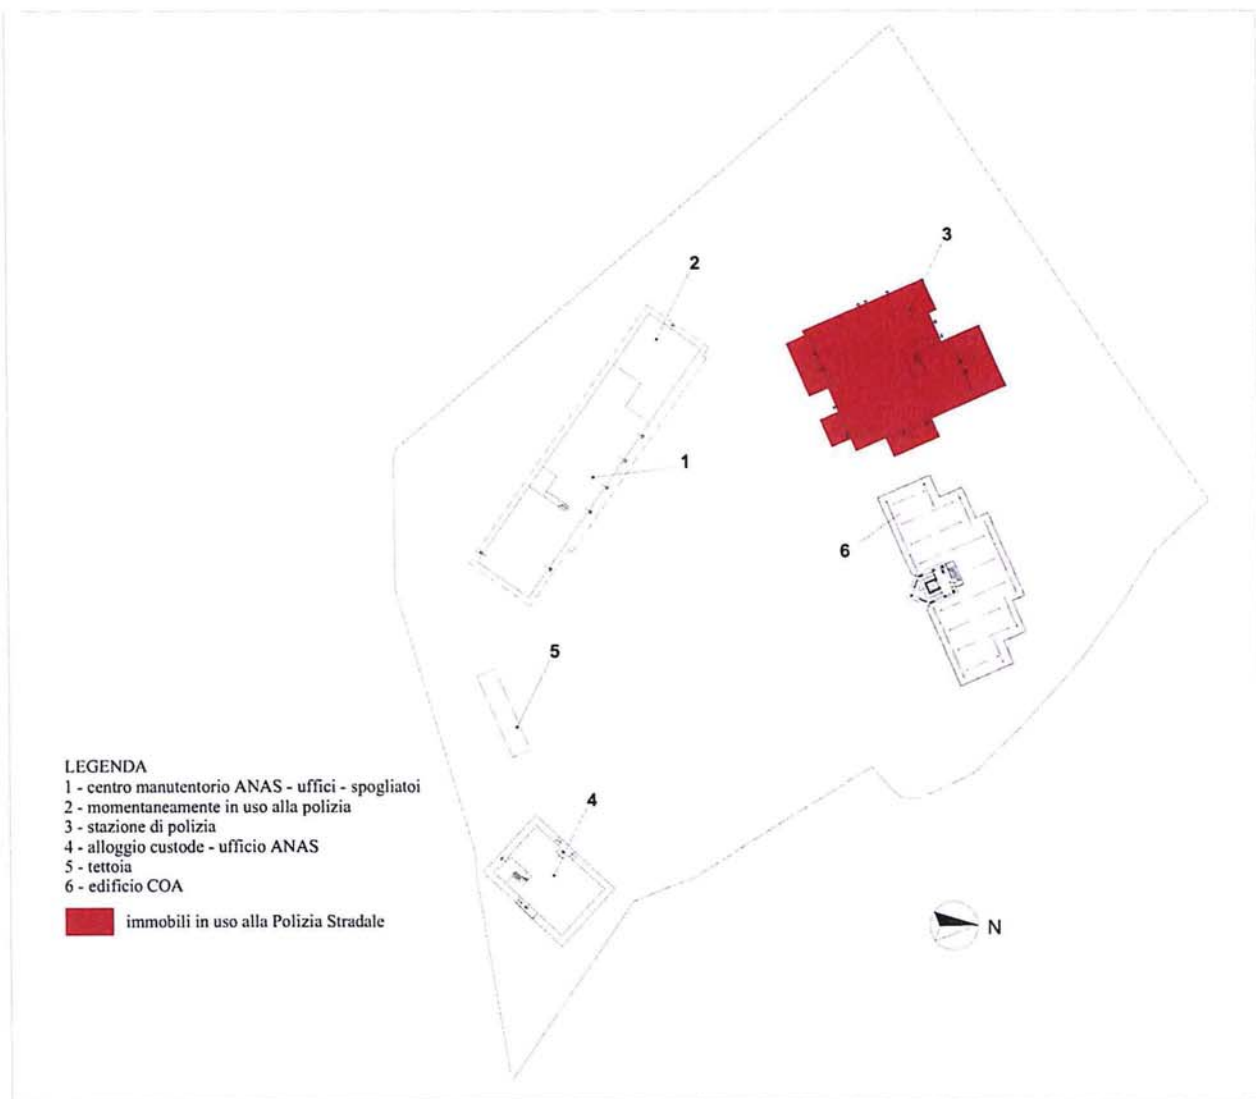 3
2
1
6
5
4
LEGENDA
1 - centro manutentorio ANAS - uffici - spogliatoi
2 - momentaneamente in uso alla polizia
3 - stazione di polizia
4 - alloggio custode - ufficio ANAS
5 - tettoia
6 - edificio COA
immobili in uso alla Polizia Stradale
N